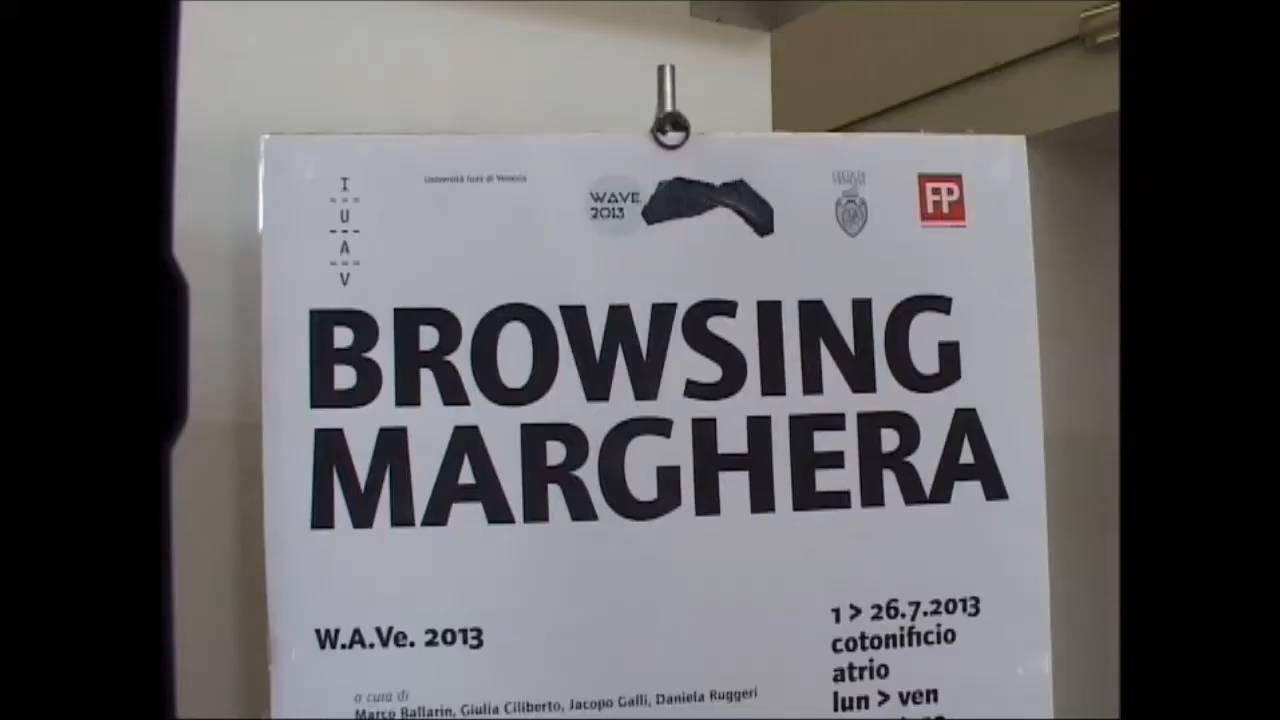 I
U
A
V
Università Iuav di Venezia
WAVE
2013
FP
BROWSING
MARGHERA
W.A.Ve. 2013
a cura di
Marco Ballarin, Giulia Ciliberto, Jacopo Galli, Daniela Ruggeri
1 > 26.7.2013
cotonificio
atrio
lun > ven